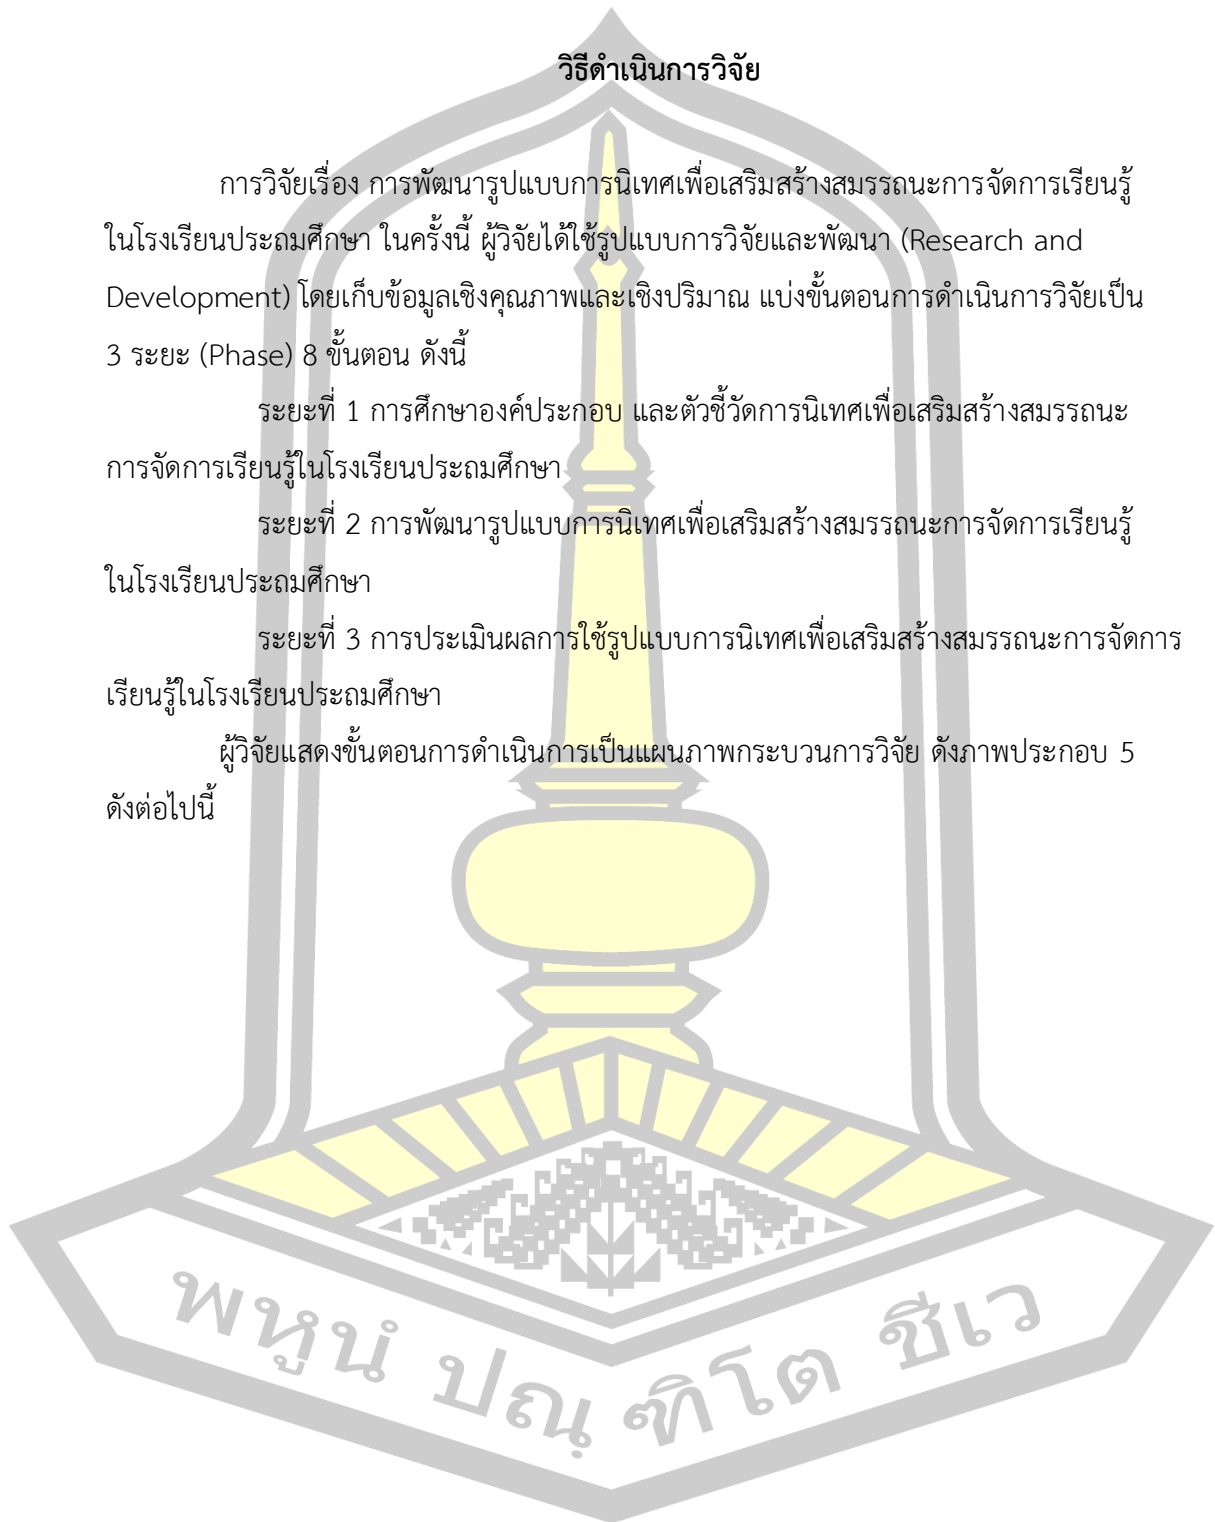 วิธีดำเนินการวิจัย
การวิจัยเรื่อง การพัฒนารูปแบบการนิเทศเพื่อเสริมสร้างสมรรถนะการจัดการเรียนรู้
ในโรงเรียนประถมศึกษา ในครั้งนี้ ผู้วิจัยได้ใช้รูปแบบการวิจัยและพัฒนา (Research and
Development) โดยเก็บข้อมูลเชิงคุณภาพและเชิงปริมาณ แบ่งขั้นตอนการดำเนินการวิจัยเป็น
3 ระยะ (Phase) 8 ขั้นตอน ดังนี้
ระยะที่ 1 การศึกษาองค์ประกอบ และตัวชี้วัดการนิเทศเพื่อเสริมสร้างสมรรถนะ
การจัดการเรียนรู้ในโรงเรียนประถมศึกษา
ระยะที่ 2 การพัฒนารูปแบบการนิเทศเพื่อเสริมสร้างสมรรถนะการจัดการเรียนรู้
ในโรงเรียนประถมศึกษา
ระยะที่ 3 การประเมินผลการใช้รูปแบบการนิเทศเพื่อเสริมสร้างสมรรถนะการจัดการ
เรียนรู้ในโรงเรียนประถมศึกษา
ผู้วิจัยแสดงขั้นตอนการดำเนินการเป็นแผนภาพกระบวนการวิจัย ดังภาพประกอบ 5
ดังต่อไปนี้
พหูนํ ปณฺฑิโต ชีเว